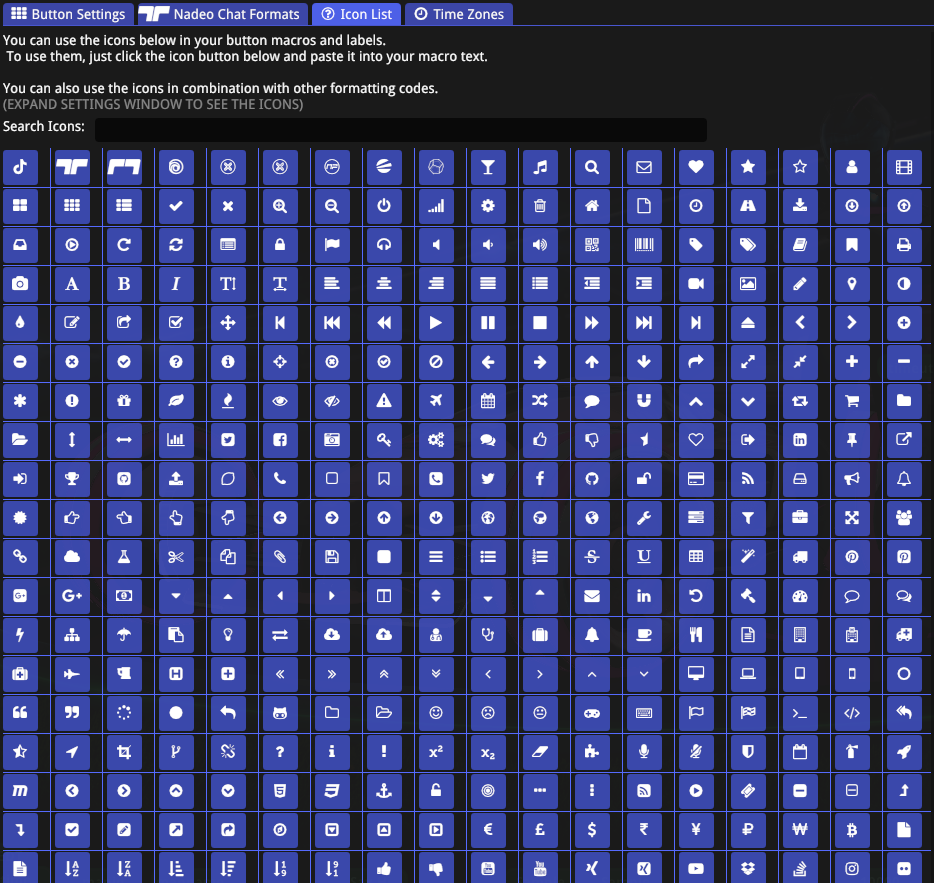 Button Settings Nadeo Chat Formats Icon List Time Zones
You can use the icons below in your button macros and labels.
To use them, just click the icon button below and paste it into your macro text.
You can also use the icons in combination with other formatting codes.
(EXPAND SETTINGS WINDOW TO SEE THE ICONS)
Search Icons: